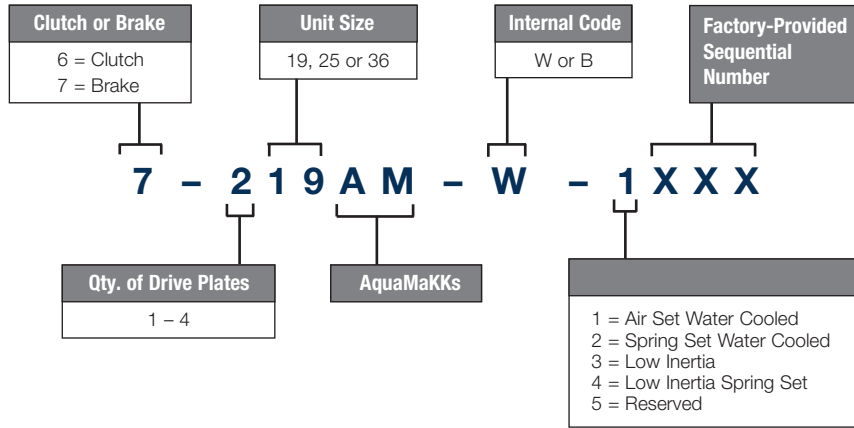 Clutch or Brake
6 = Clutch
7 = Brake
Unit Size
19, 25 or 36
Internal Code
W or B
Factory-Provided
Sequential
Number
7 – 2 1 9 A M – W – 1 X X X
Qty. of Drive Plates
1 – 4
AquaMaKKs
1 = Air Set Water Cooled
2 = Spring Set Water Cooled
3 = Low Inertia
4 = Low Inertia Spring Set
5 = Reserved